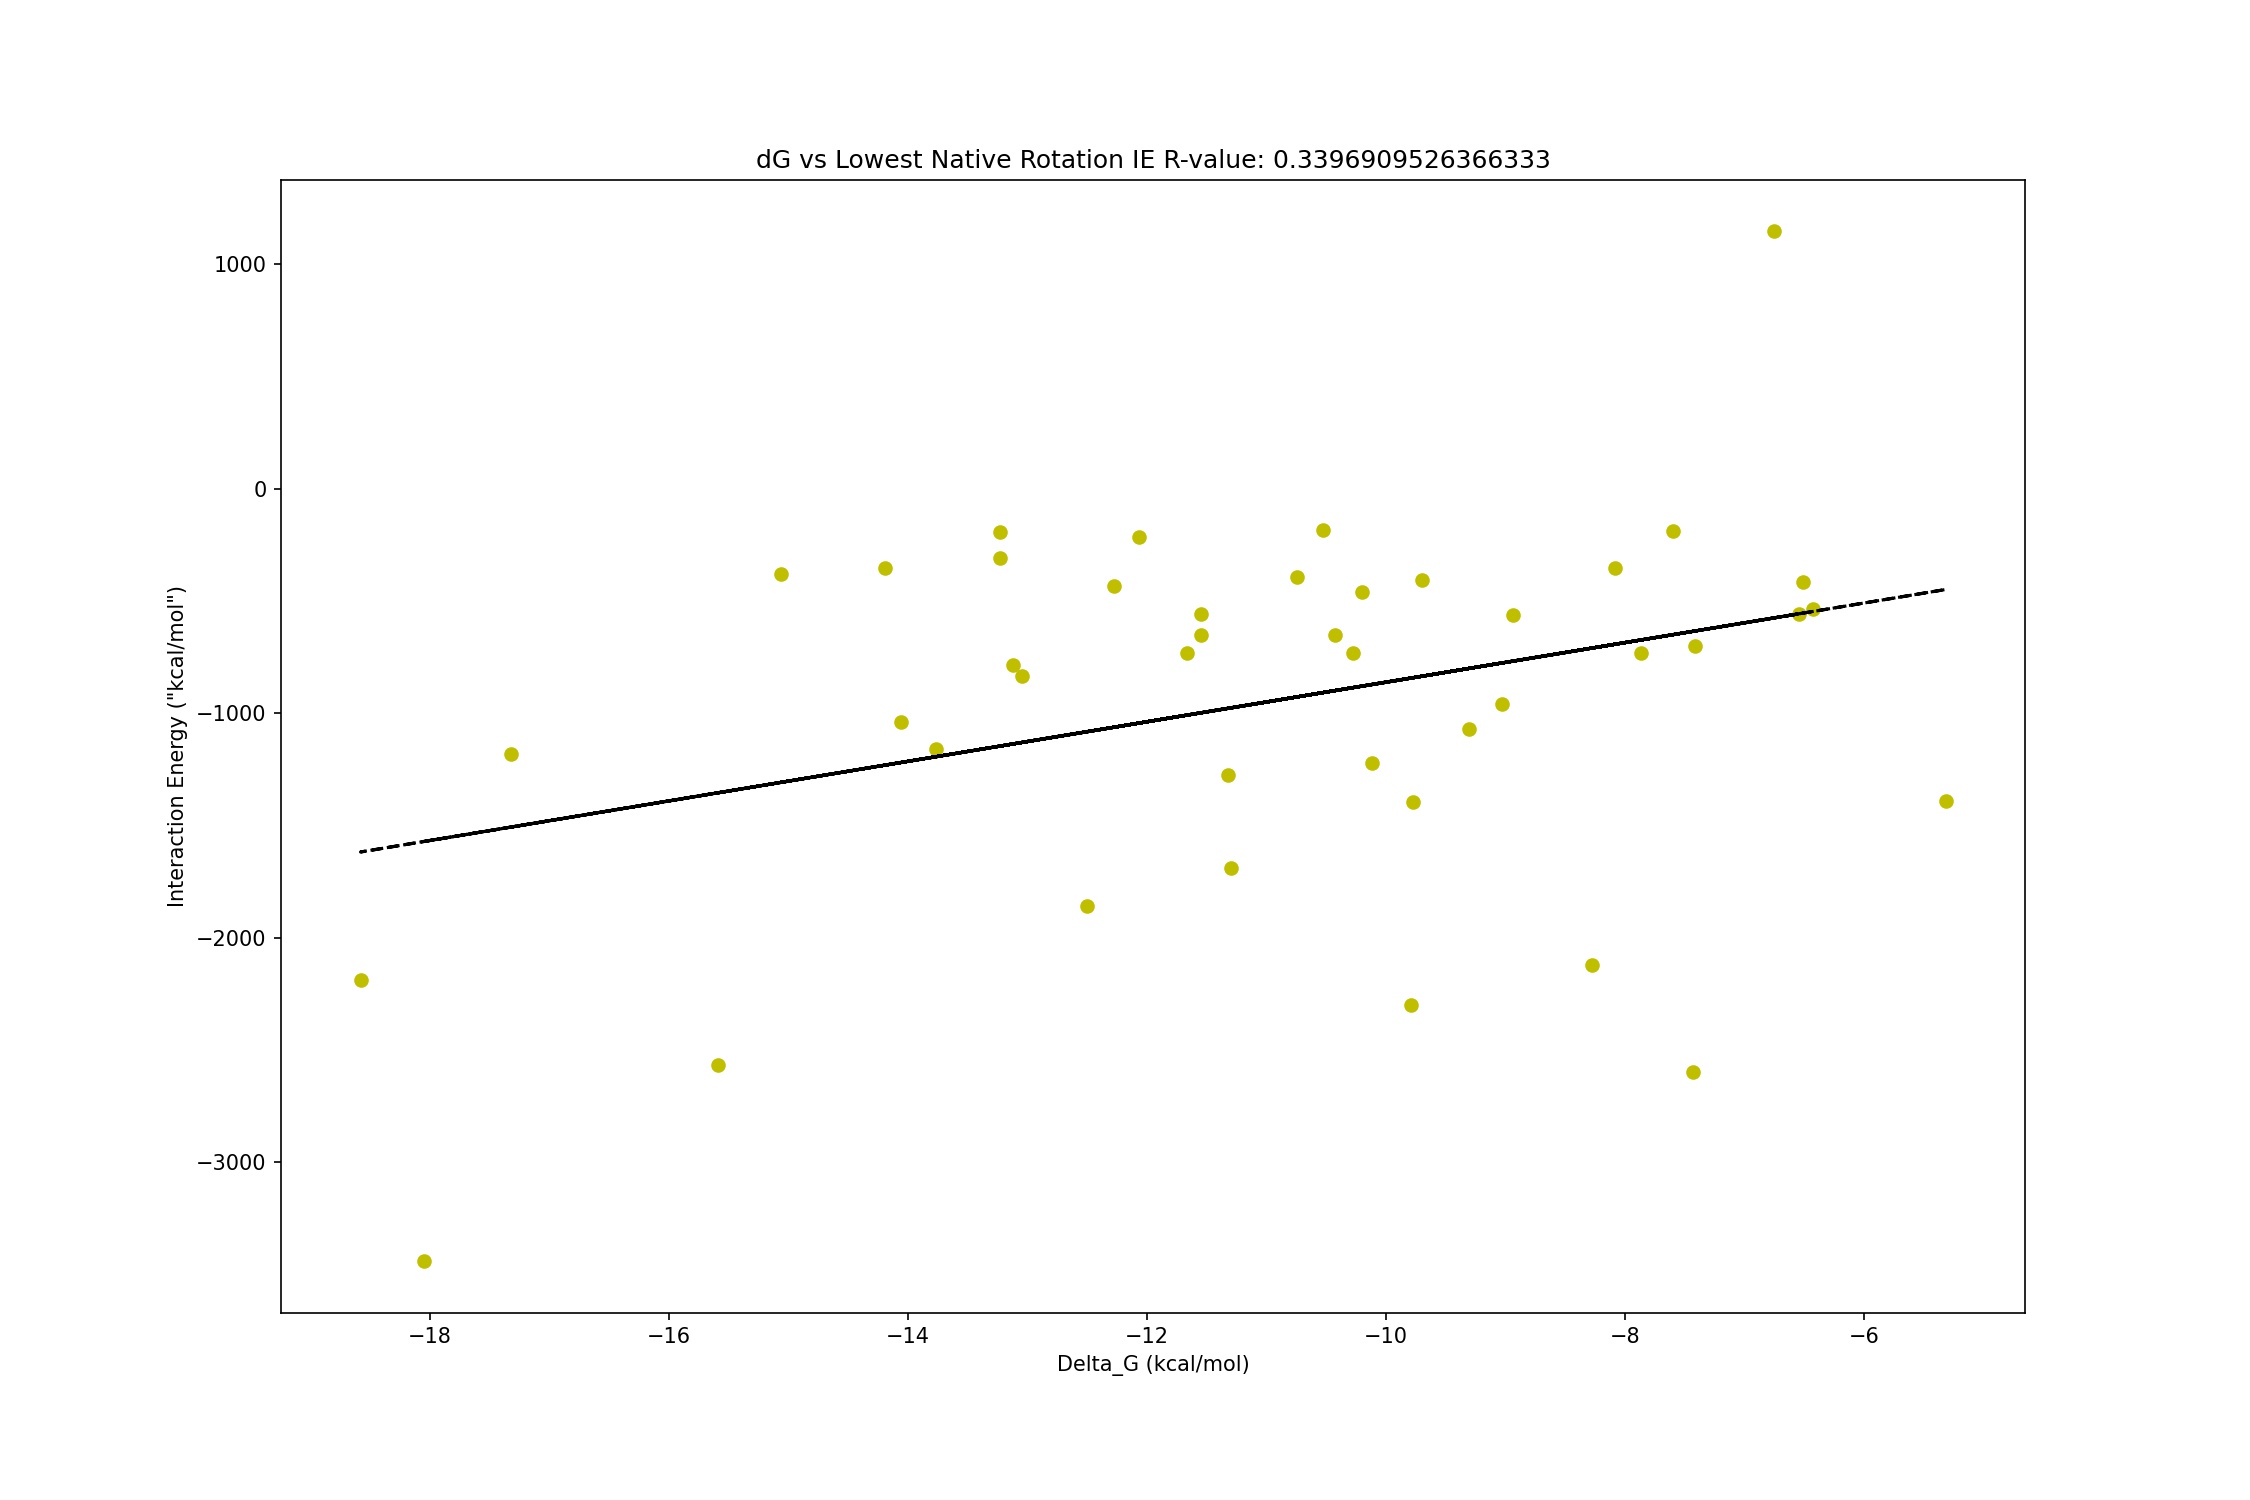 dG vs Lowest Native Rotation IE R-value: 0.3396909526366333
1000
0
−1000
−2000
−3000
Interaction Energy ("kcal/mol")
−18 −16 −14 −12 −10 −8 −6
Delta_G (kcal/mol)